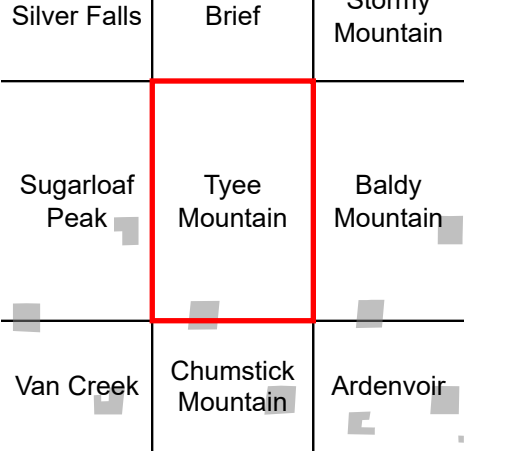 Silver Falls
Brief
Stormy
Mountain
Sugarloaf
Peak
Tyee
Mountain
Baldy
Mountain
Van Creek
Chumstick
Mountain
Ardenvoir